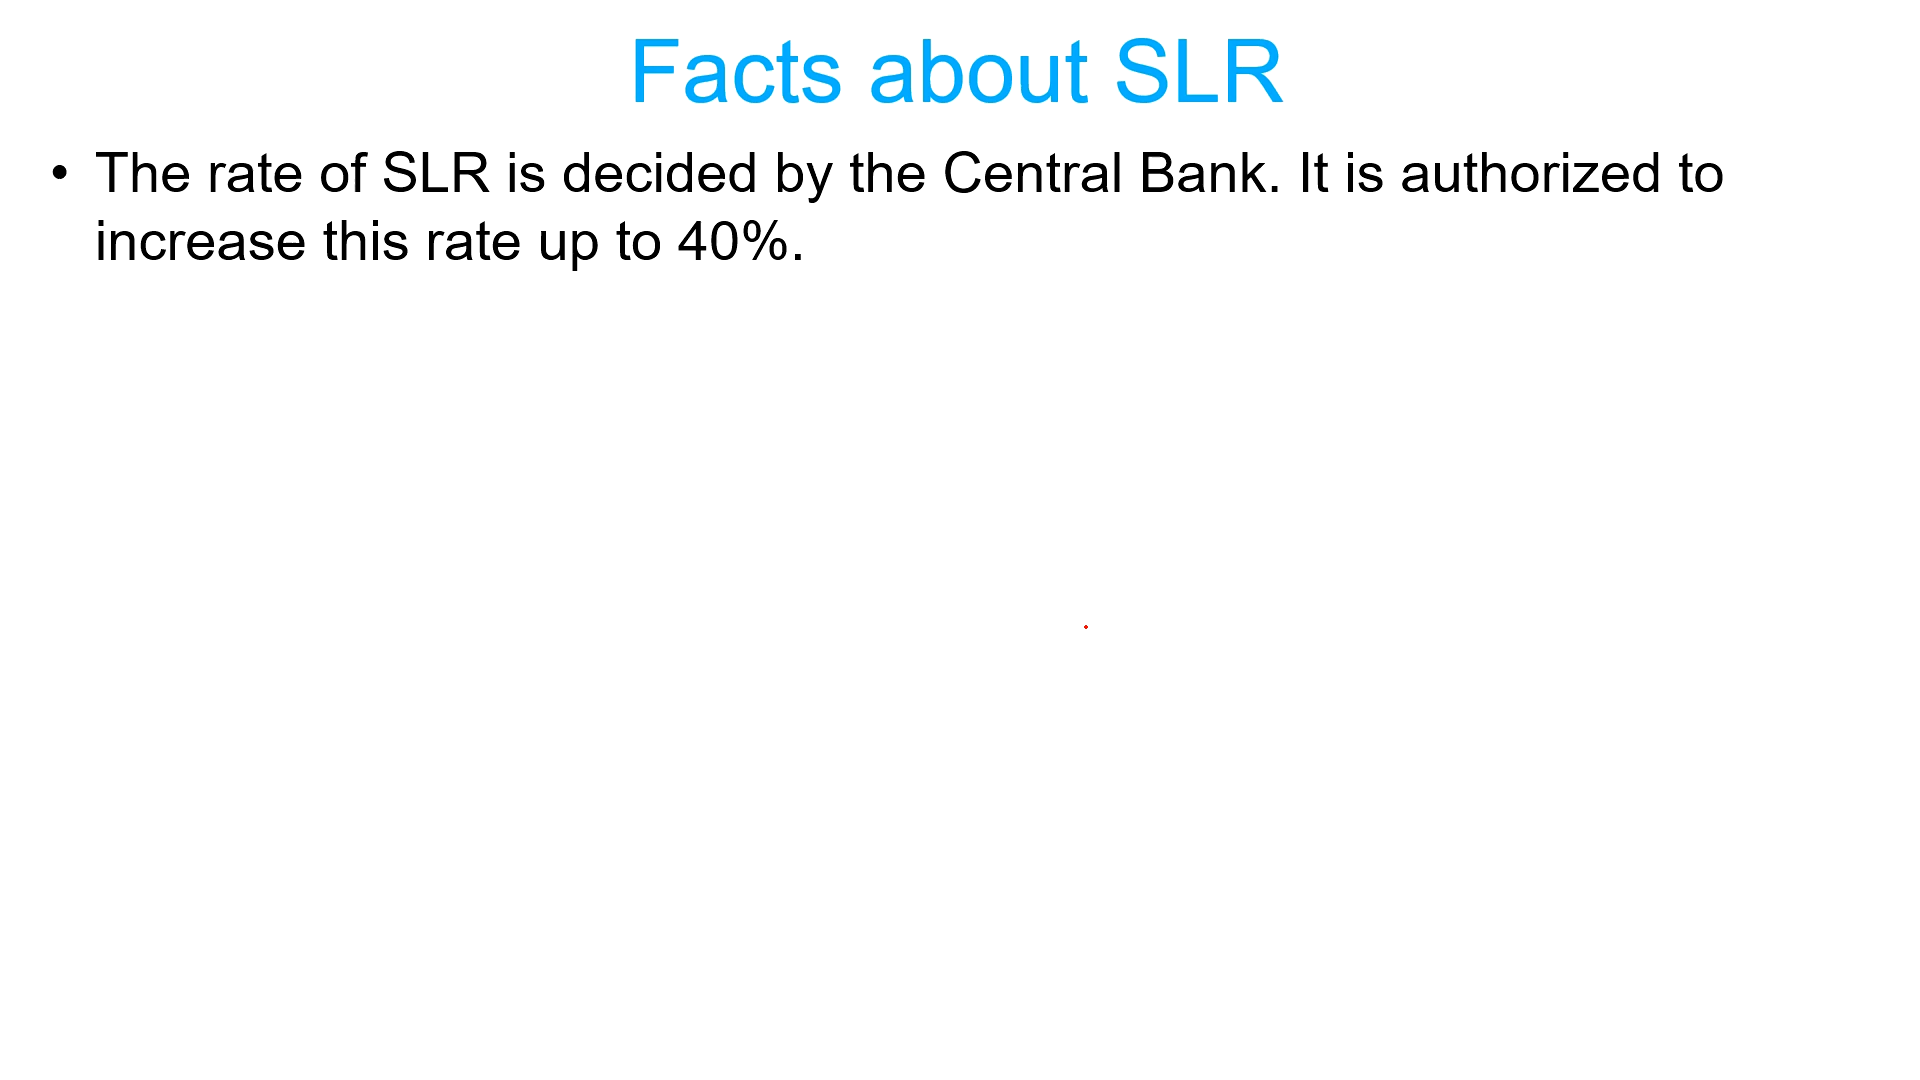 Facts about SLR
• The rate of SLR is decided by the Central Bank. It is authorized to
increase this rate up to 40%.